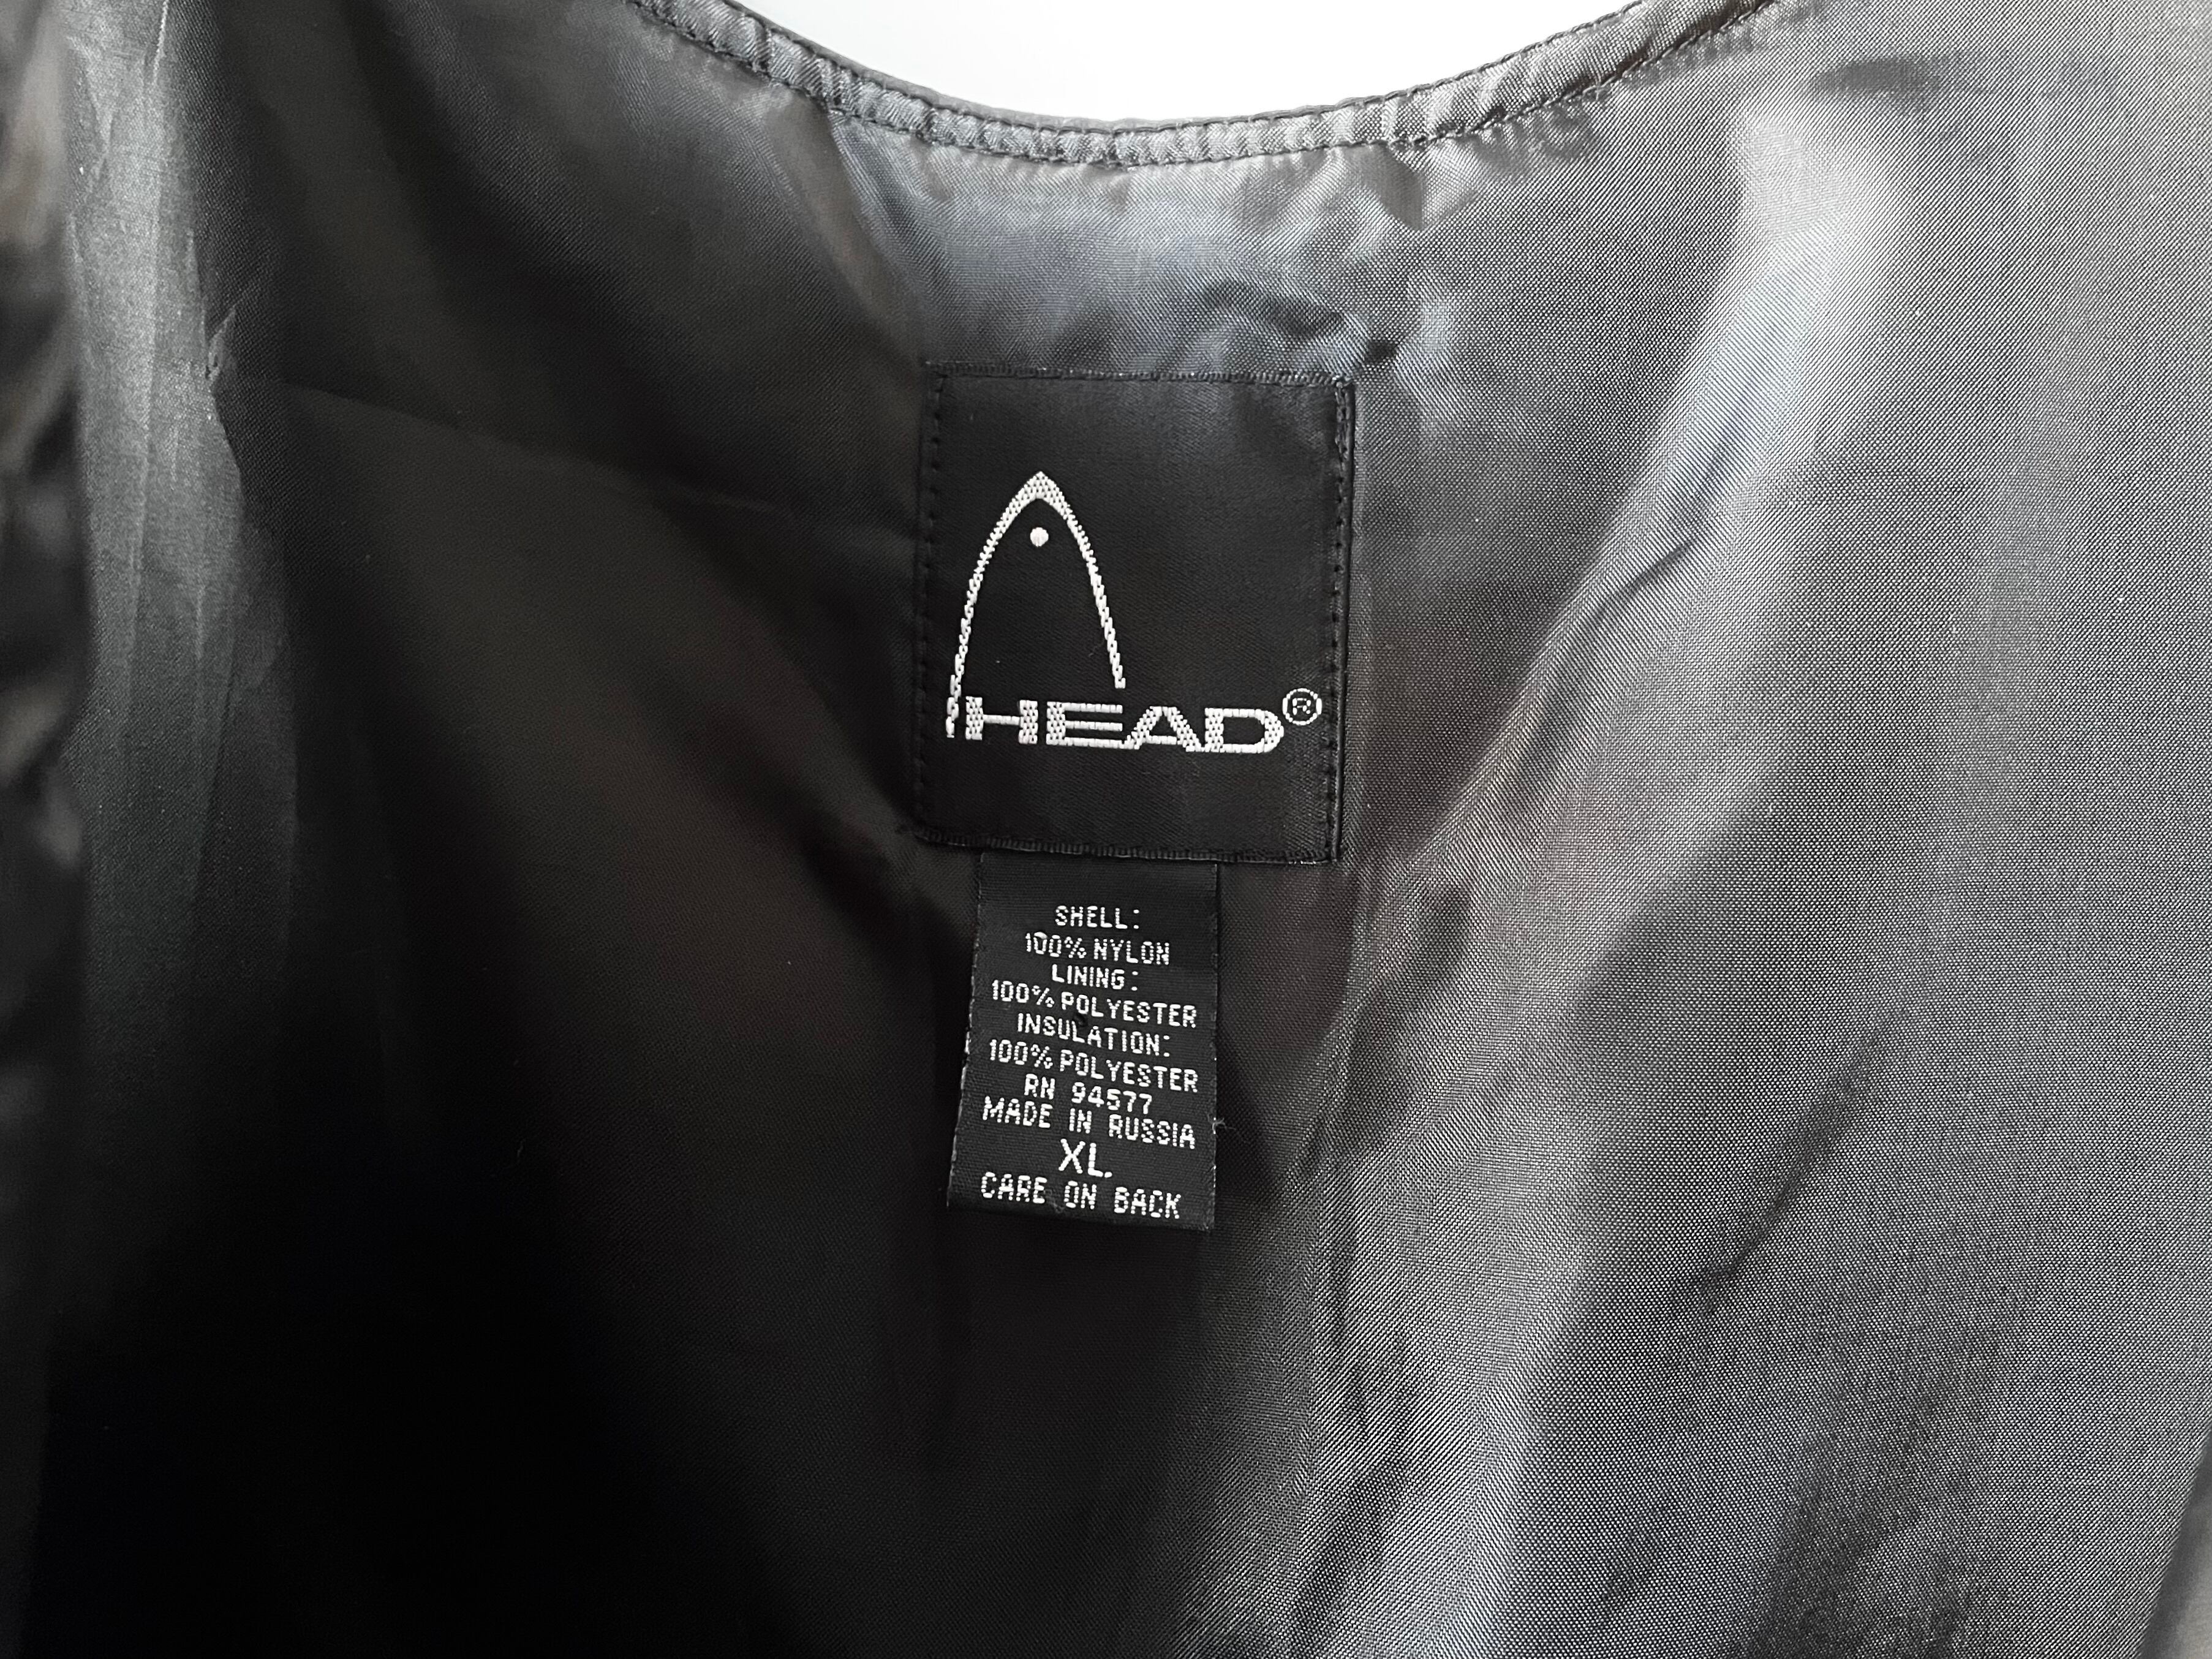 HEAD®
SHELL:
100% NYLON
LINING:
100% POLYESTER
INSULATION:
100% POLYESTER
RN 94577
MADE IN RUSSIA
XL
CARE ON BACK